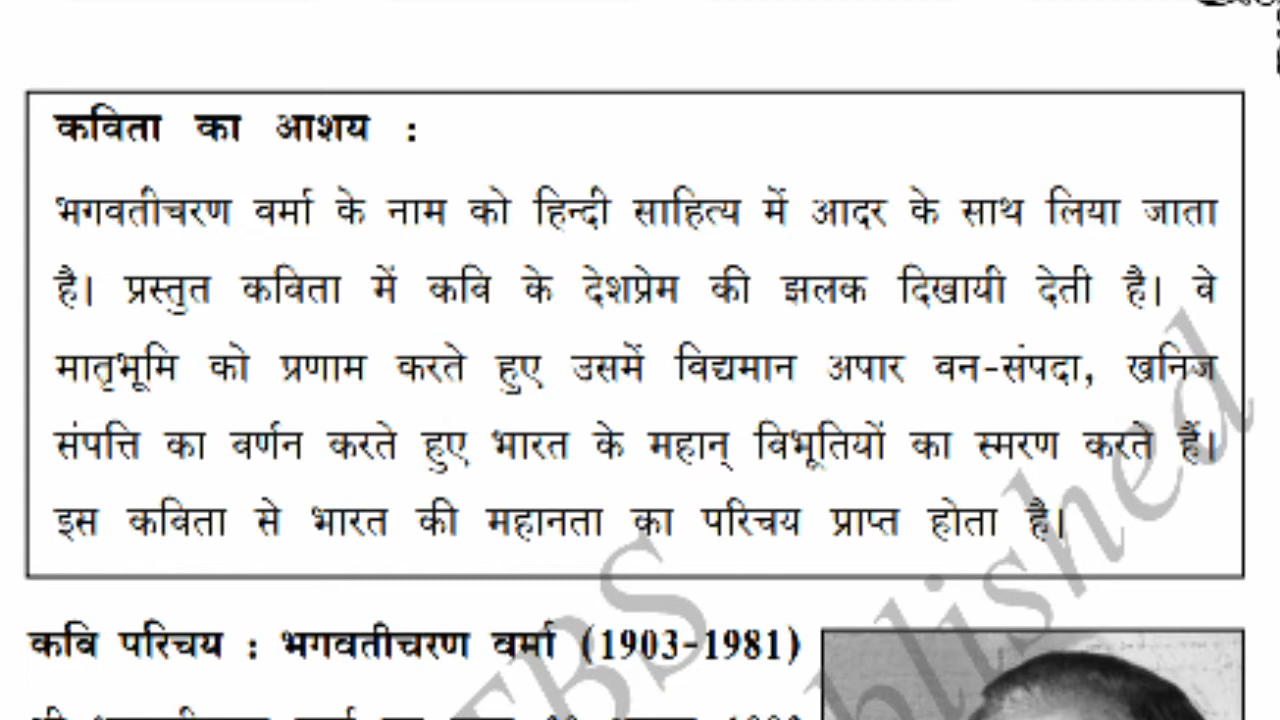 कविता का आशय :
भगवतीचरण वर्मा के नाम को हिन्दी साहित्य में आदर के साथ लिया जाता
है। प्रस्तुत कविता में कवि के देशप्रेम की झलक दिखायी देती है। वे
मातृभूमि को प्रणाम करते हुए उसमें विद्यमान अपार वन-संपदा, खनिज
संपत्ति का वर्णन करते हुए भारत के महान् विभूतियों का स्मरण करते हैं।
इस कविता से भारत की महानता का परिचय प्राप्त होता है।
कवि परिचय : भगवतीचरण वर्मा (1903-1981)
TBS
blished